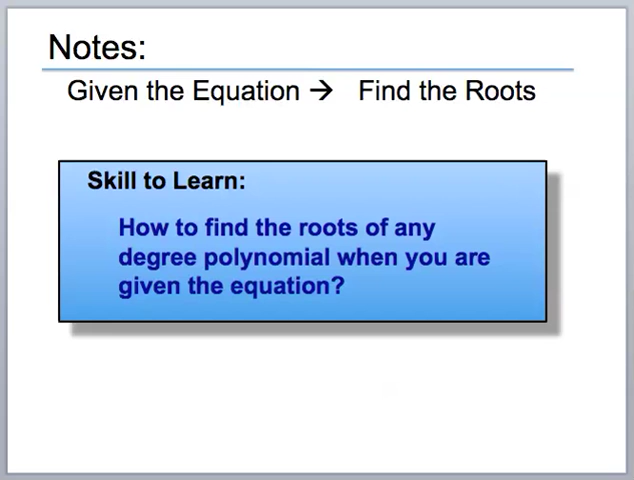 Notes:
Given the Equation → Find the Roots
Skill to Learn:
How to find the roots of any
degree polynomial when you are
given the equation?